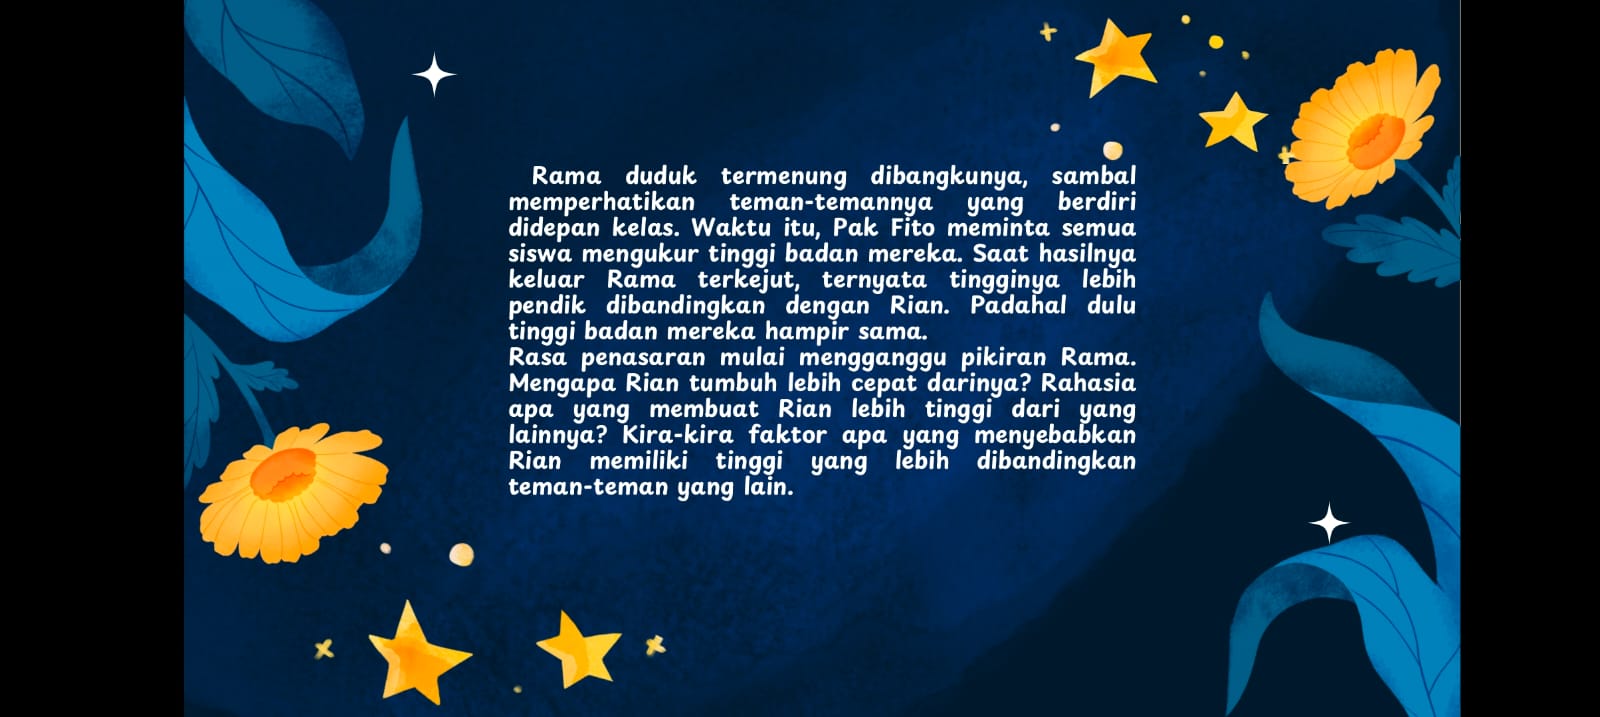 Rama duduk termenung dibangkunya, sambal
memperhatikan teman-temannya yang berdiri
didepan kelas. Waktu itu, Pak Fito meminta semua
siswa mengukur tinggi badan mereka. Saat hasilnya
keluar Rama terkejut, ternyata tingginya lebih
pendik dibandingkan dengan Rian. Padahal dulu
tinggi badan mereka hampir sama.
Rasa penasaran mulai mengganggu pikiran Rama.
Mengapa Rian tumbuh lebih cepat darinya? Rahasia
apa yang membuat Rian lebih tinggi dari yang
lainnya? Kira-kira faktor apa yang menyebabkan
Rian memiliki tinggi yang lebih dibandingkan
teman-teman yang lain.